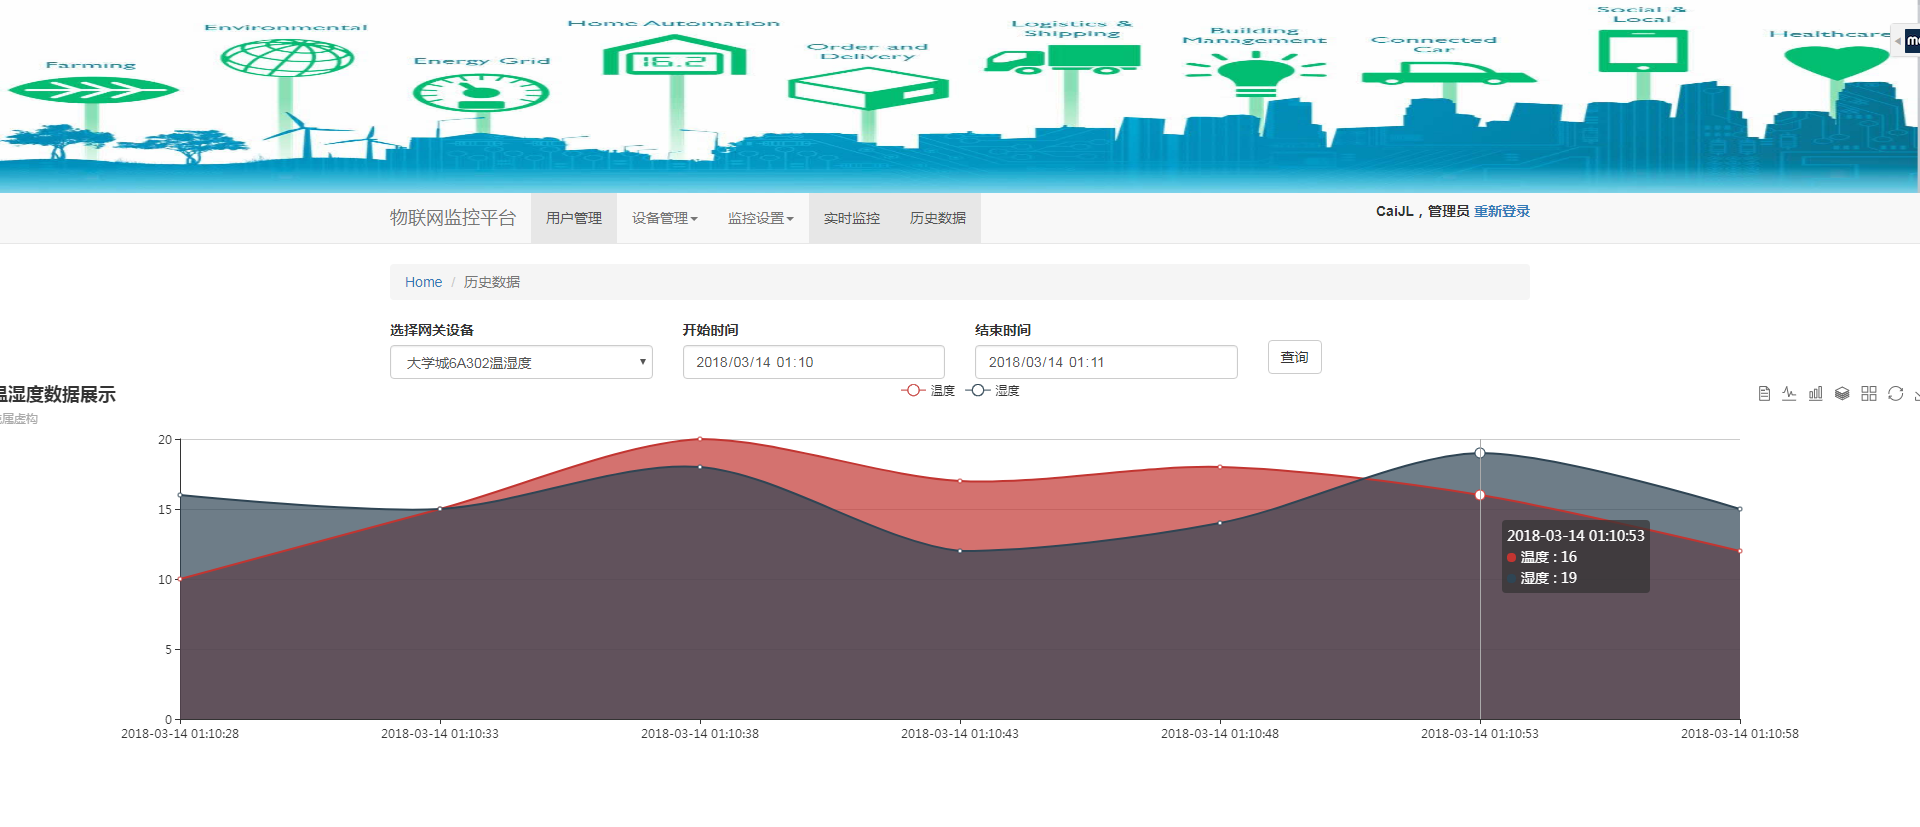 Social &
Local
Home Automation
Logistics &
Shipping
Environmental
Building
Management
Healthcare
Connected
Car
Order and
Delivery
Energy Grid
Farming
16.2
物联网监控平台 用户管理 设备管理 监控设置 实时监控 历史数据 CaiJL，管理员 重新登录
Home / 历史数据
选择网关设备 开始时间 结束时间
大学城6A302温湿度 2018/03/14 01:10 2018/03/14 01:11 查询
温度 湿度
温湿度数据展示
属虚构
20
15
10
5
0
2018-03-14 01:10:53
温度 : 16
湿度 : 19
2018-03-14 01:10:28 2018-03-14 01:10:33 2018-03-14 01:10:38 2018-03-14 01:10:43 2018-03-14 01:10:48 2018-03-14 01:10:53 2018-03-14 01:10:58